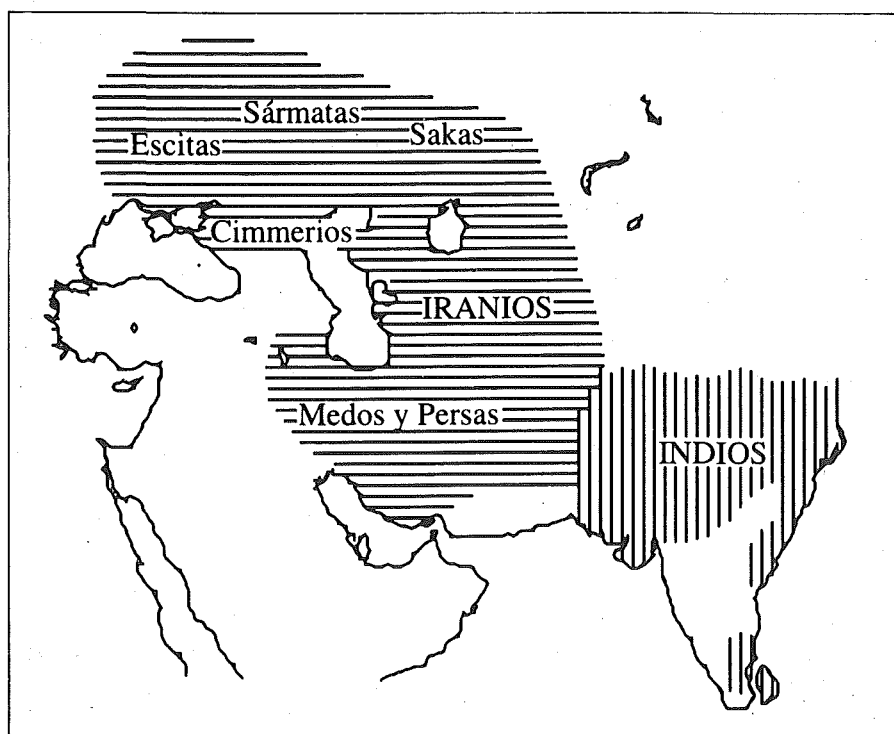 Sármatas
Escitas
Sakas
Cimmerios
IRANIOS
Medos y Persas
INDIOS